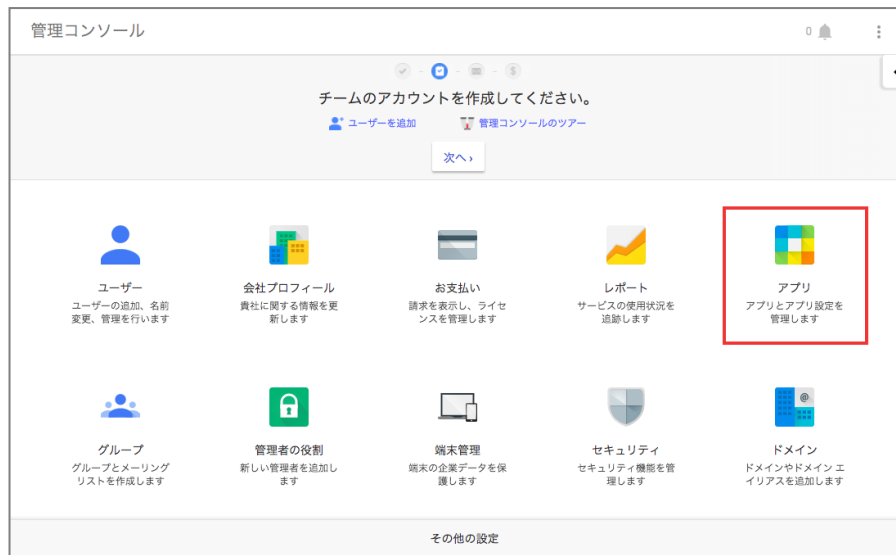 管理コンソール
0
チームのアカウントを作成してください。
ユーザーを追加
管理コンソールのツアー
次へ ›
ユーザー
ユーザーの追加、名前
変更、管理を行います
会社プロフィール
貴社に関する情報を更
新します
お支払い
請求を表示し、ライセ
ンスを管理します
レポート
サービスの使用状況を
追跡します
アプリ
アプリとアプリ設定を
管理します
グループ
グループとメーリング
リストを作成します
管理者の役割
新しい管理者を追加し
ます
端末管理
端末の企業データを保
護します
セキュリティ
セキュリティ機能を管
理します
@
ドメイン
ドメインやドメイン エ
イリアスを追加します
その他の設定